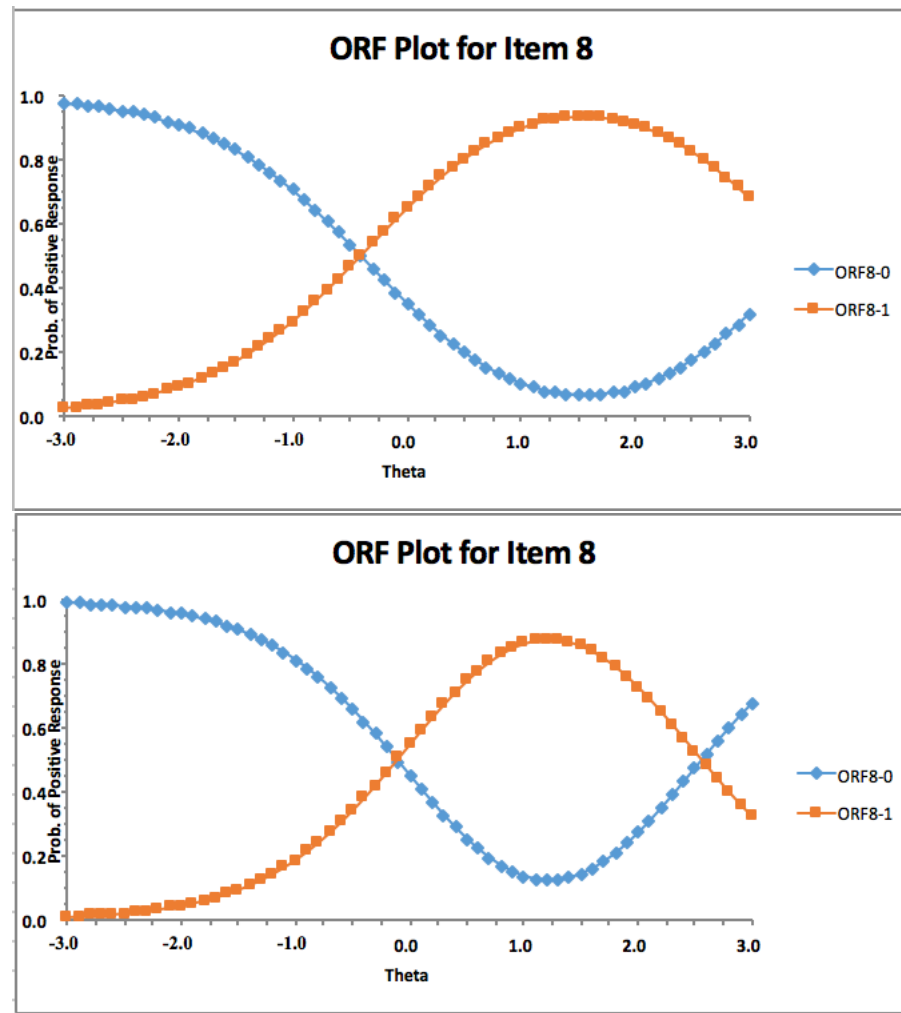 ORF Plot for Item 8
Prob. of Positive Response
1.0
0.8
0.6
0.4
0.2
0.0
-3.0 -2.0 -1.0 0.0 1.0 2.0 3.0
Theta
ORF8-0
ORF8-1
ORF Plot for Item 8
Prob. of Positive Response
1.0
0.8
0.6
0.4
0.2
0.0
-3.0 -2.0 -1.0 0.0 1.0 2.0 3.0
Theta
ORF8-0
ORF8-1